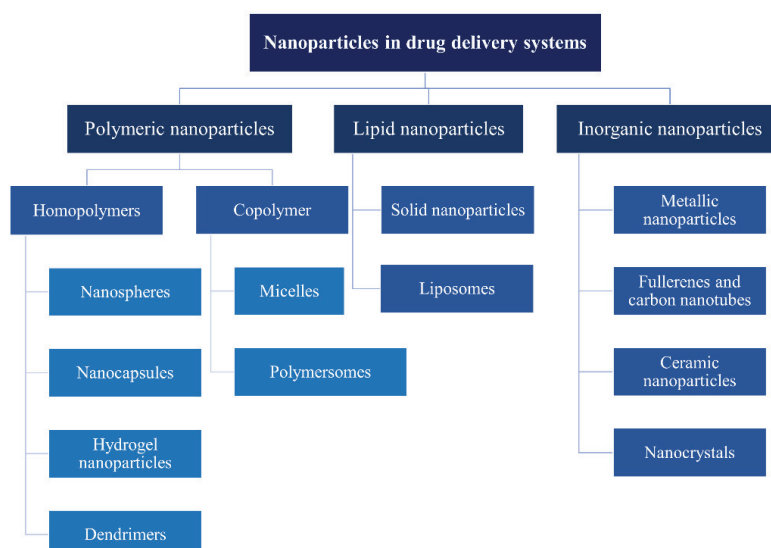 Nanoparticles in drug delivery systems
Polymeric nanoparticles
Lipid nanoparticles
Inorganic nanoparticles
Homopolymers
Copolymer
Solid nanoparticles
Metallic
nanoparticles
Nanospheres
Micelles
Liposomes
Fullerenes and
carbon nanotubes
Nanocapsules
Polymersomes
Ceramic
nanoparticles
Hydrogel
nanoparticles
Nanocrystals
Dendrimers